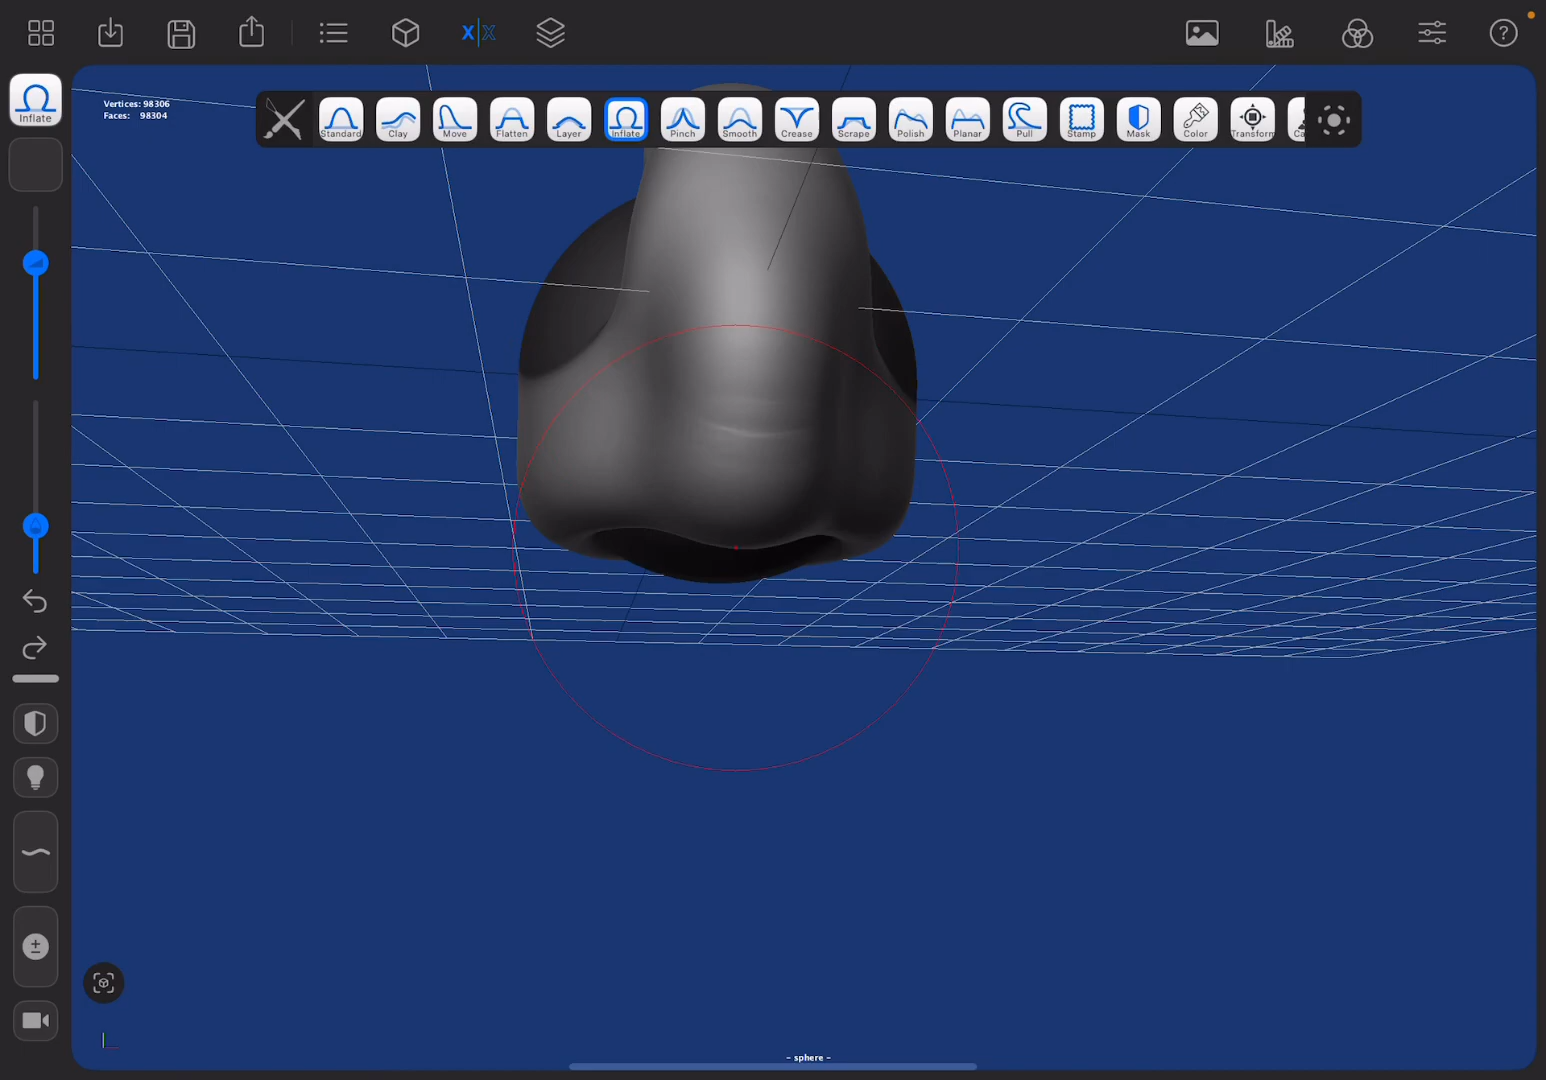 X|X
Inflate
Vertices: 98306
Faces: 98304
Standard
Clay
Move
Flatten
Layer
Inflate
Pinch
Smooth
Crease
Scrape
Polish
Planar
Pull
Stamp
Mask
Color
Transform
Ca
?
- sphere -